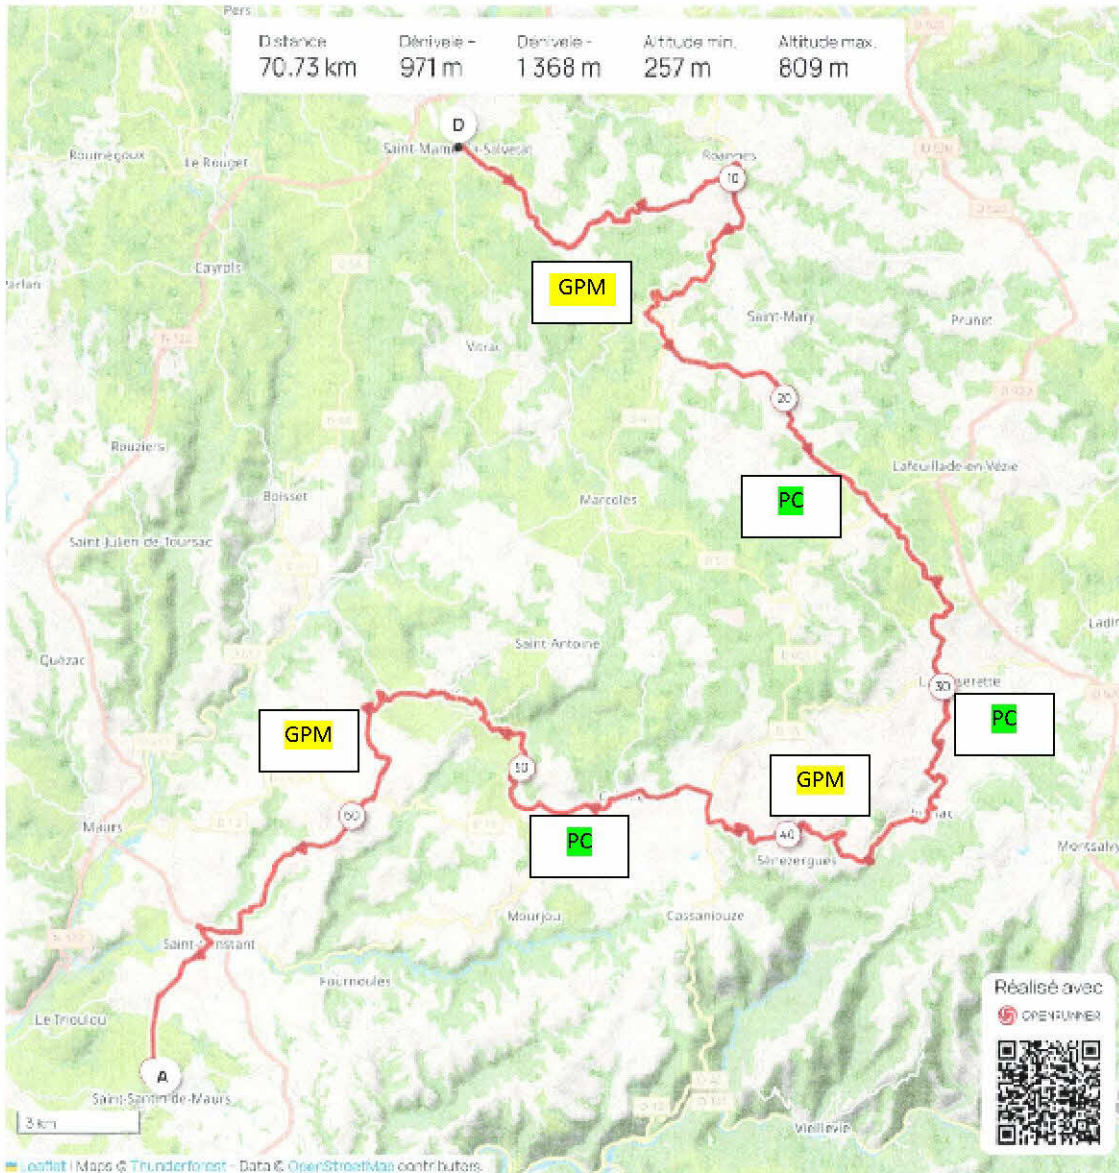 Pers
Distance Dénivelé + Dénivelé - Altitude min. Altitude max.
70.73 km 971 m 1 368 m 257 m 809 m
D
Roumégoux
Le Rouget
Roannes
10
Cayrols
GPM
Saint-Mary
Prunet
N 122
Vitrac
20
Rouziers
Lafeuillade-en-Vézie
Boisset
Marcolès
PC
Saint-Julien-de-Toursac
Saint-Antoine
Quézac
30
PC
GPM
GPM
50
60
Maurs
PC
40
Sénezergues
Montsalvy
Mourjou
Cassaniouze
Fournoulès
Réalisé avec
OPENRUNNER
Le Trioulou
A
Saint-Santin-de-Maurs
3 km
Vieillevie
Leaflet | Maps © Thunderforest - Data © OpenStreetMap contributors.